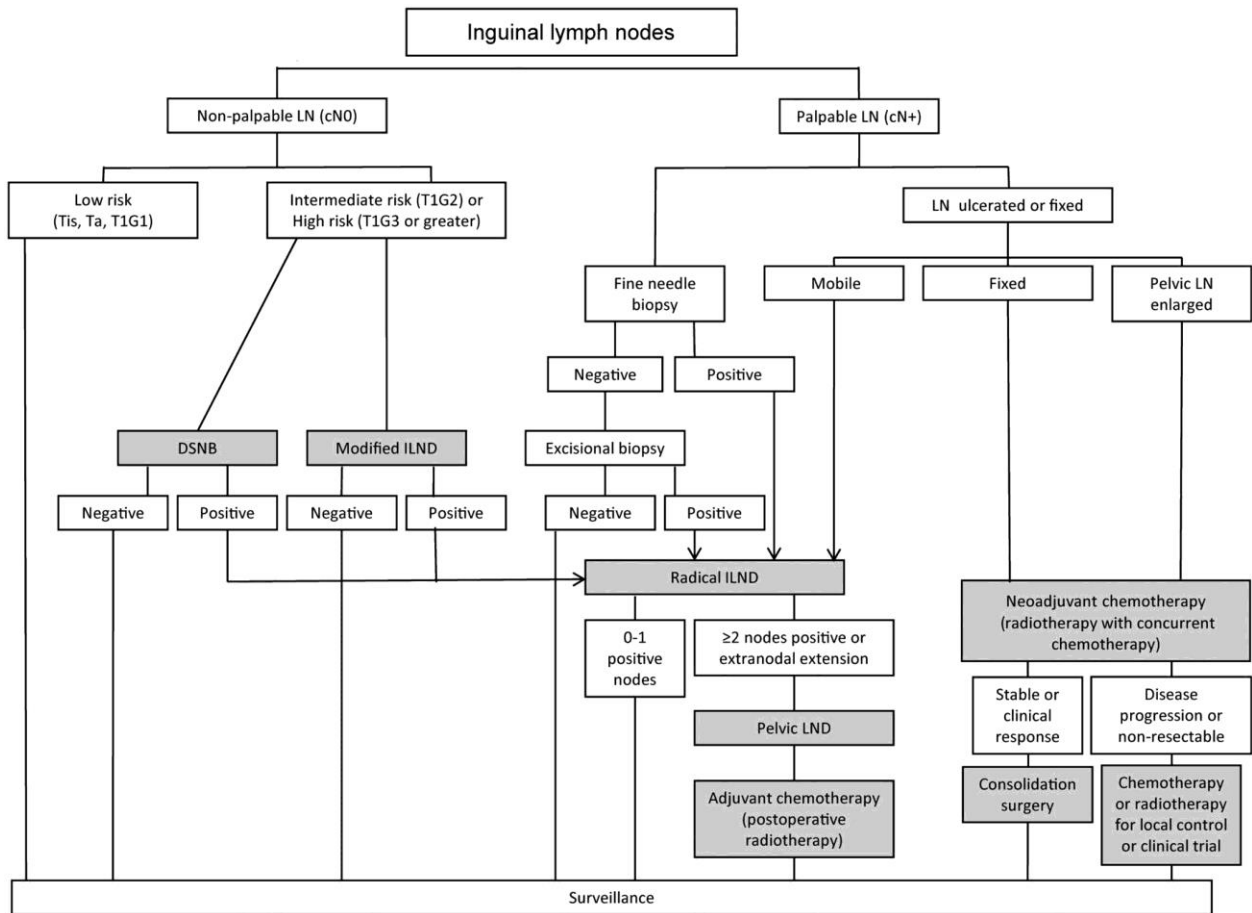 Inguinal lymph nodes
Non-palpable LN (cN0)
Palpable LN (cN+)
Low risk
(Tis, Ta, T1G1)
Intermediate risk (T1G2) or
High risk (T1G3 or greater)
LN ulcerated or fixed
Fine needle
biopsy
Mobile
Fixed
Pelvic LN
enlarged
Negative
Positive
DSNB
Modified ILND
Excisional biopsy
Negative
Positive
Negative
Positive
Negative
Positive
Radical ILND
0-1
positive
nodes
≥2 nodes positive or
extranodal extension
Neoadjuvant chemotherapy
(radiotherapy with concurrent
chemotherapy)
Stable or
clinical
response
Disease
progression or
non-resectable
Pelvic LND
Adjuvant chemotherapy
(postoperative
radiotherapy)
Consolidation
surgery
Chemotherapy
or radiotherapy
for local control
or clinical trial
Surveillance